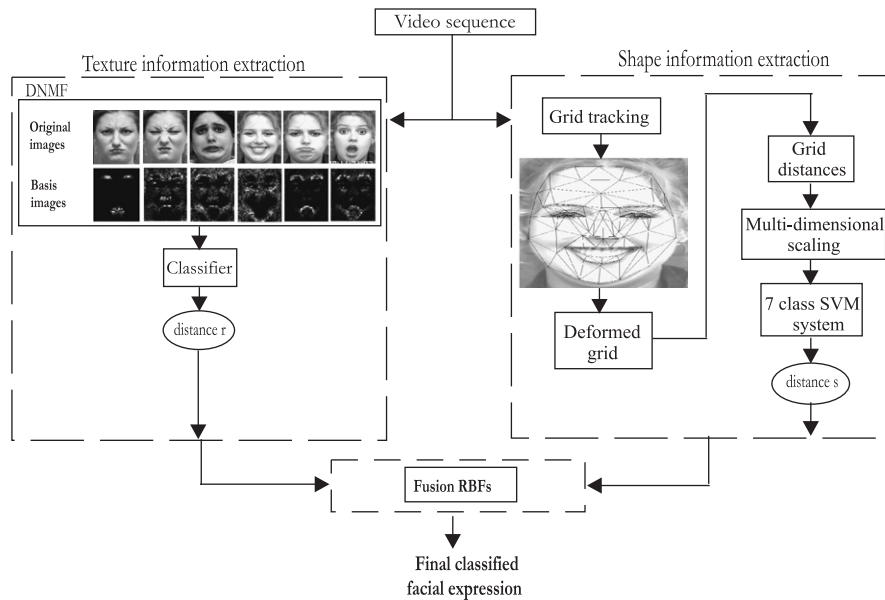 Video sequence
Texture information extraction
DNMF
Original
images
Basis
images
Classifier
distance r
Shape information extraction
Grid tracking
Deformed
grid
Grid
distances
Multi-dimensional
scaling
7 class SVM
system
distance s
Fusion RBFs
Final classified
facial expression